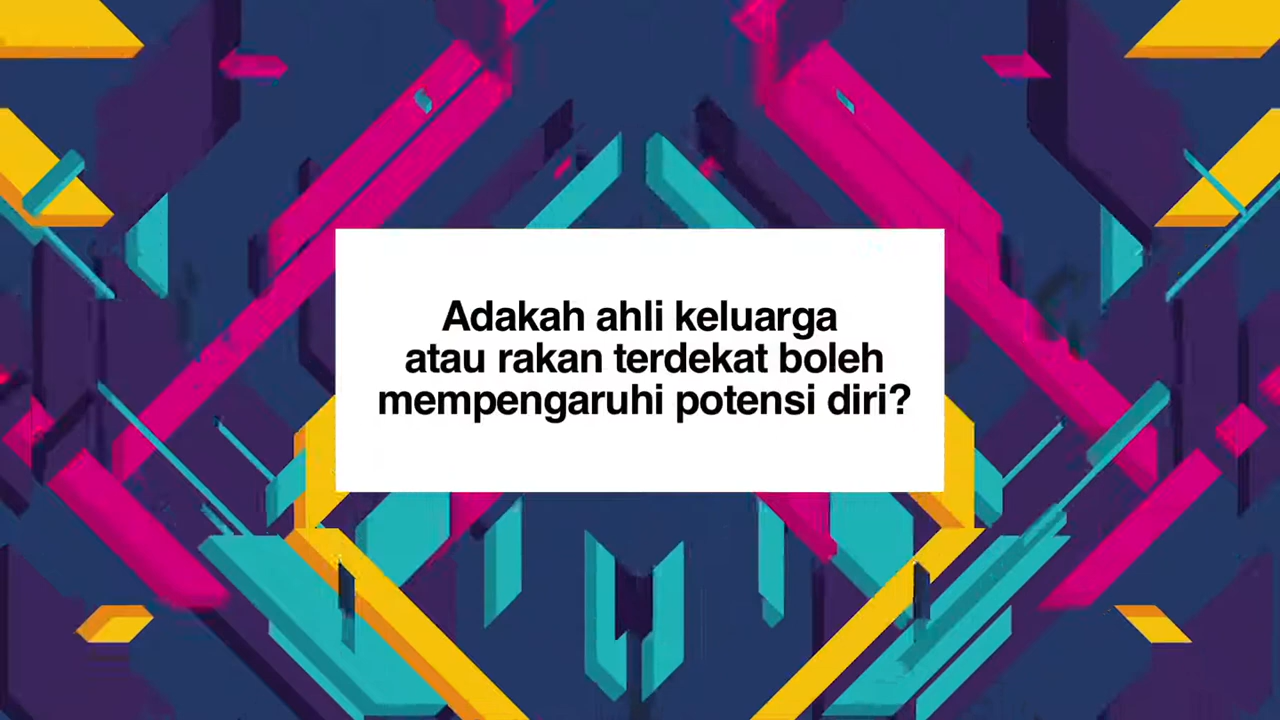 Adakah ahli keluarga
atau rakan terdekat boleh
mempengaruhi potensi diri?